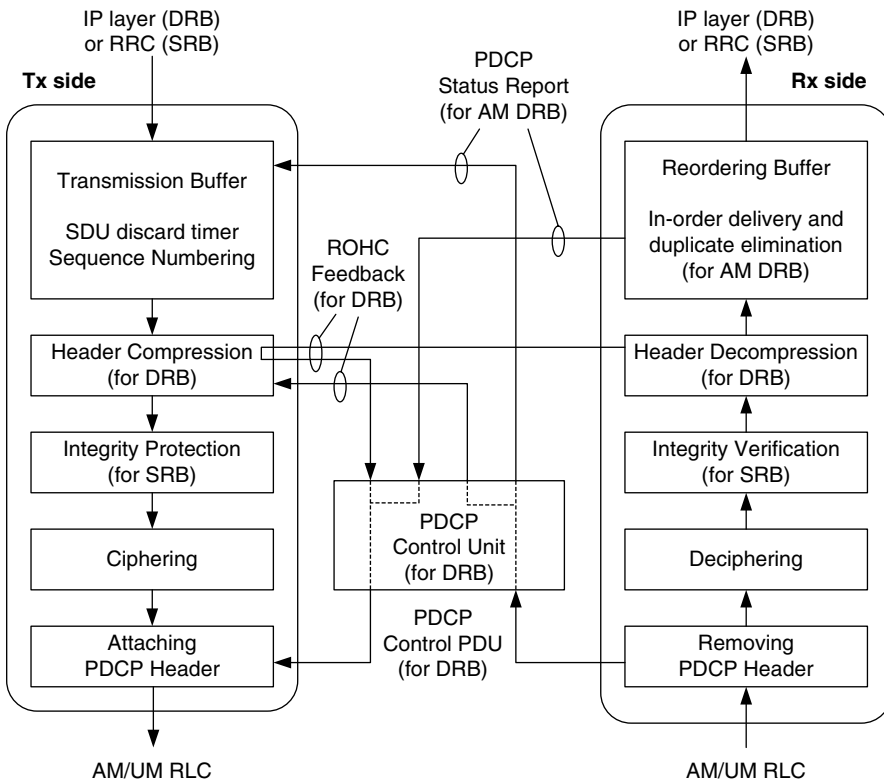 IP layer (DRB)
or RRC (SRB)
Tx side
Transmission Buffer
SDU discard timer
Sequence Numbering
Header Compression
(for DRB)
Integrity Protection
(for SRB)
Ciphering
Attaching
PDCP Header
AM/UM RLC
PDCP
Status Report
(for AM DRB)
ROHC
Feedback
(for DRB)
PDCP
Control Unit
(for DRB)
PDCP
Control PDU
(for DRB)
IP layer (DRB)
or RRC (SRB)
Rx side
Reordering Buffer
In-order delivery and
duplicate elimination
(for AM DRB)
Header Decompression
(for DRB)
Integrity Verification
(for SRB)
Deciphering
Removing
PDCP Header
AM/UM RLC